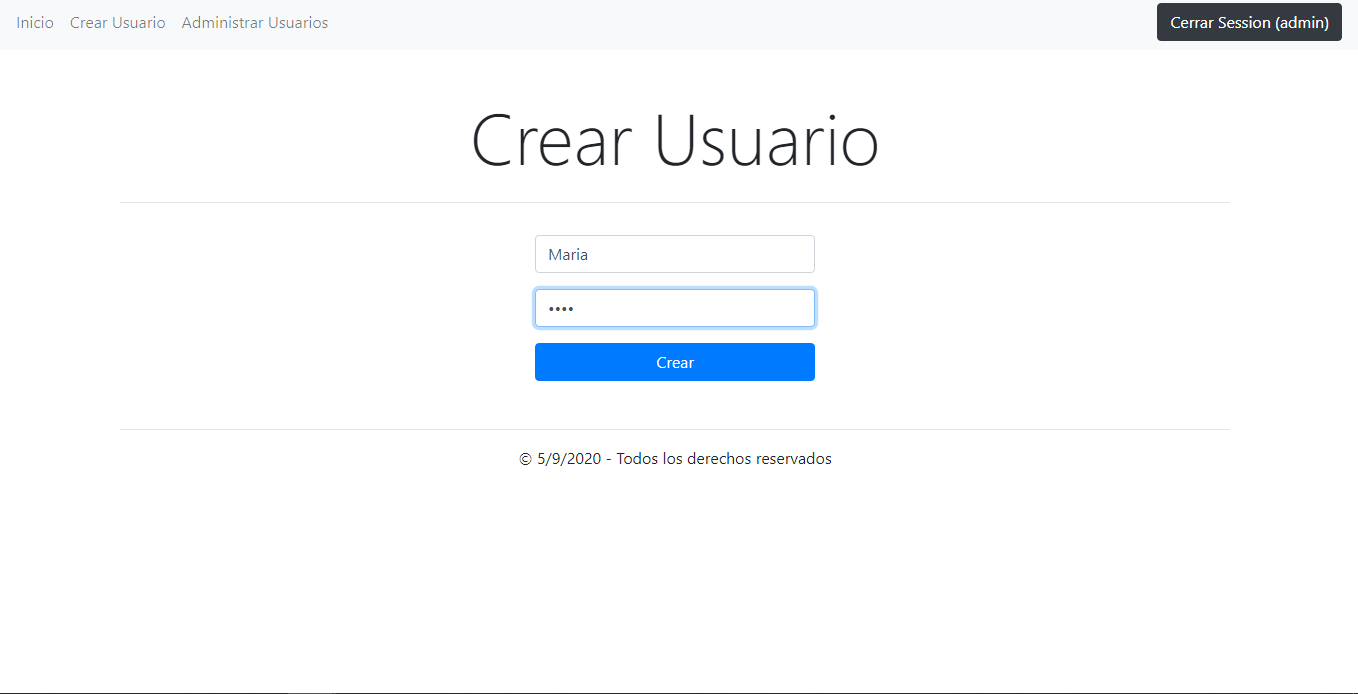 Inicio Crear Usuario Administrar Usuarios Cerrar Session (admin)
Crear Usuario
Maria
••••
Crear
© 5/9/2020 - Todos los derechos reservados